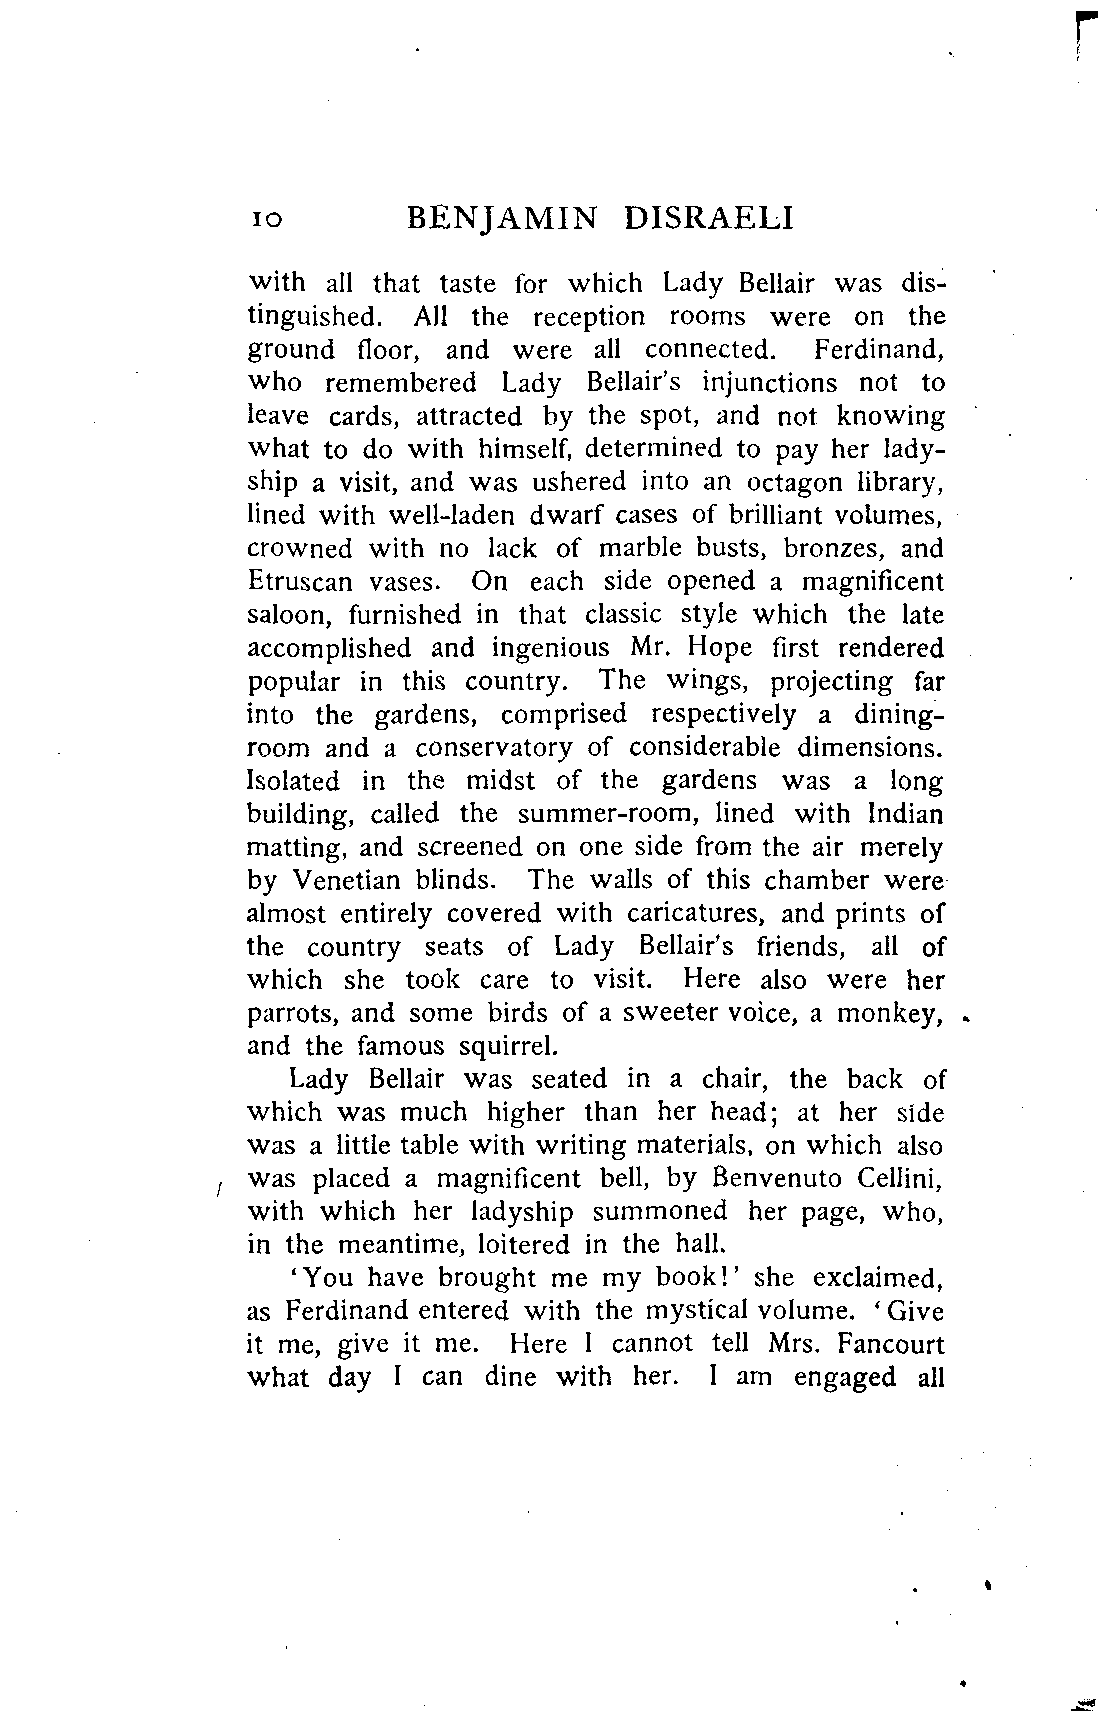 10 BENJAMIN DISRAELI
with all that taste for which Lady Bellair was dis-
tinguished. All the reception rooms were on the
ground floor, and were all connected. Ferdinand,
who remembered Lady Bellair's injunctions not to
leave cards, attracted by the spot, and not knowing
what to do with himself, determined to pay her lady-
ship a visit, and was ushered into an octagon library,
lined with well-laden dwarf cases of brilliant volumes,
crowned with no lack of marble busts, bronzes, and
Etruscan vases. On each side opened a magnificent
saloon, furnished in that classic style which the late
accomplished and ingenious Mr. Hope first rendered
popular in this country. The wings, projecting far
into the gardens, comprised respectively a dining-
room and a conservatory of considerable dimensions.
Isolated in the midst of the gardens was a long
building, called the summer-room, lined with Indian
matting, and screened on one side from the air merely
by Venetian blinds. The walls of this chamber were
almost entirely covered with caricatures, and prints of
the country seats of Lady Bellair's friends, all of
which she took care to visit. Here also were her
parrots, and some birds of a sweeter voice, a monkey,
and the famous squirrel.
Lady Bellair was seated in a chair, the back of
which was much higher than her head; at her side
was a little table with writing materials, on which also
was placed a magnificent bell, by Benvenuto Cellini,
with which her ladyship summoned her page, who,
in the meantime, loitered in the hall.
'You have brought me my book!' she exclaimed,
as Ferdinand entered with the mystical volume. 'Give
it me, give it me. Here I cannot tell Mrs. Fancourt
what day I can dine with her. I am engaged all